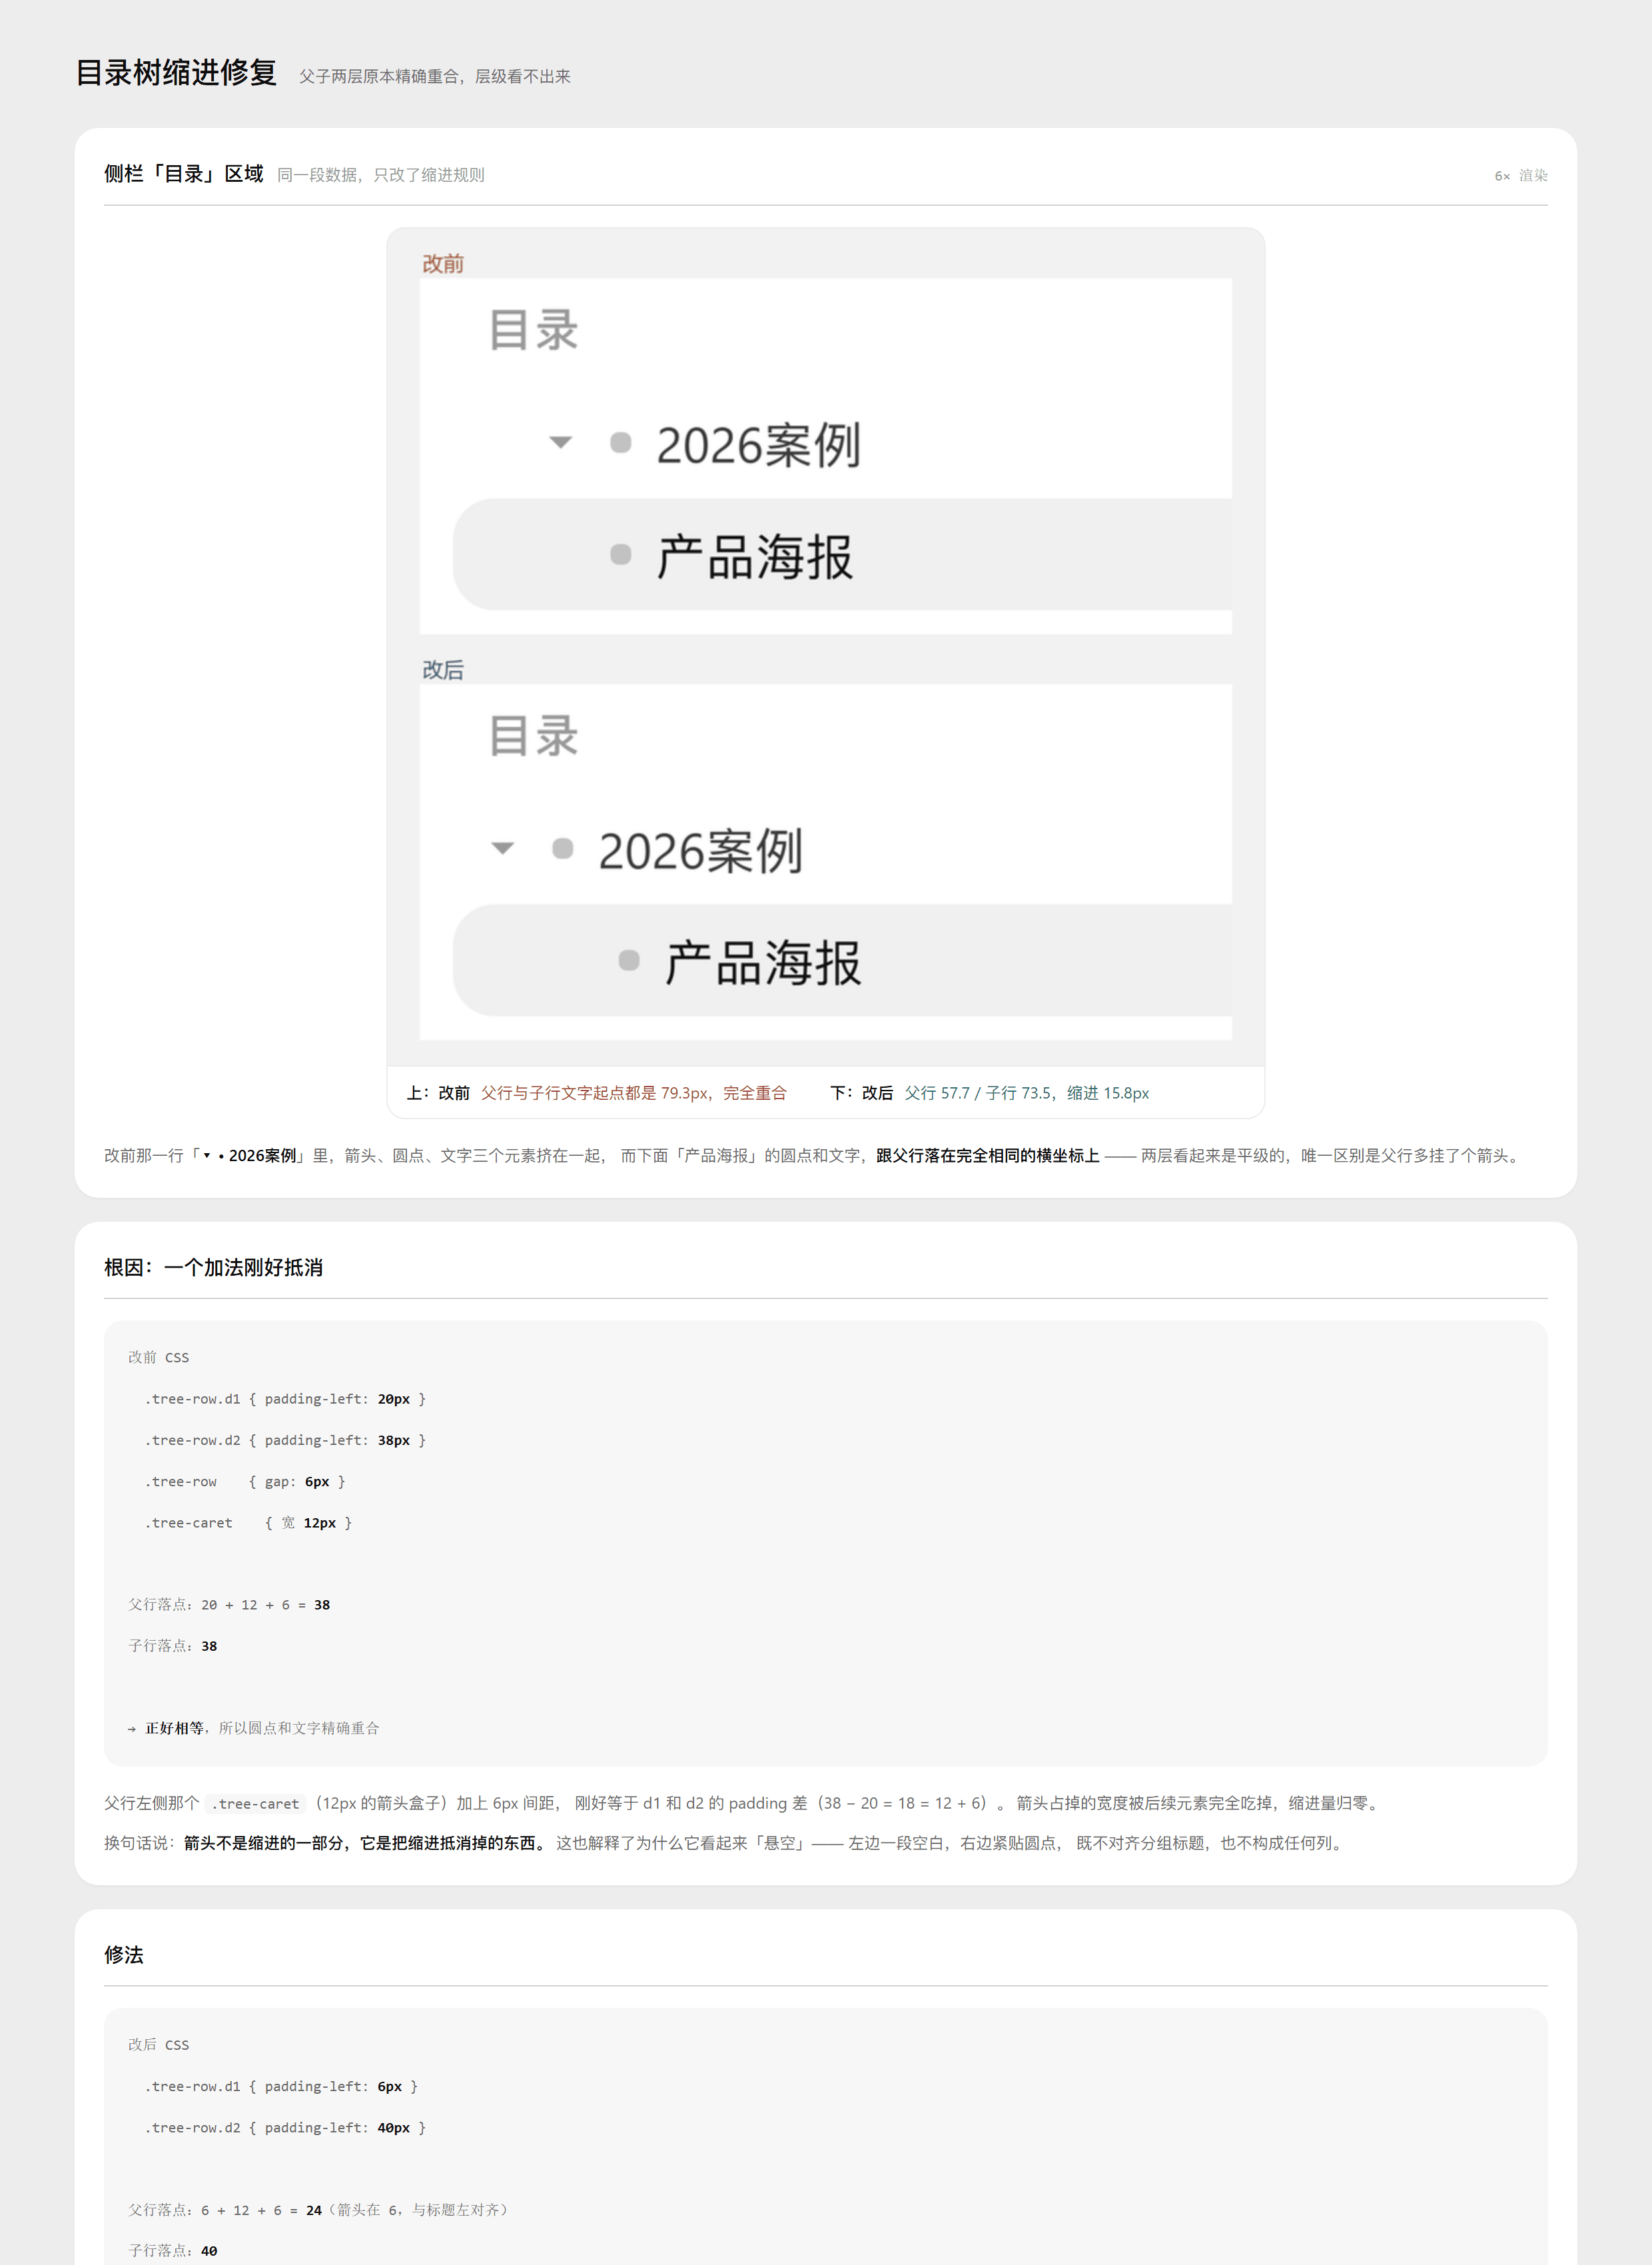 目录树缩进修复 父子两层原本精确重合，层级看不出来
侧栏「目录」区域 同一段数据，只改了缩进规则 6× 渲染
改前
目录
2026案例
产品海报
改后
目录
2026案例
产品海报
上：改前 父行与子行文字起点都是 79.3px，完全重合 下：改后 父行 57.7 / 子行 73.5，缩进 15.8px
改前那一行「▾ • 2026案例」里，箭头、圆点、文字三个元素挤在一起， 而下面「产品海报」的圆点和文字，跟父行落在完全相同的横坐标上 —— 两层看起来是平级的，唯一区别是父行多挂了个箭头。
根因：一个加法刚好抵消
改前 CSS
.tree-row.d1 { padding-left: 20px }
.tree-row.d2 { padding-left: 38px }
.tree-row { gap: 6px }
.tree-caret { 宽 12px }
父行落点：20 + 12 + 6 = 38
子行落点：38
→ 正好相等，所以圆点和文字精确重合
父行左侧那个 .tree-caret（12px 的箭头盒子）加上 6px 间距， 刚好等于 d1 和 d2 的 padding 差（38 − 20 = 18 = 12 + 6）。 箭头占掉的宽度被后续元素完全吃掉，缩进量归零。
换句话说：箭头不是缩进的一部分，它是把缩进抵消掉的东西。 这也解释了为什么它看起来「悬空」—— 左边一段空白，右边紧贴圆点， 既不对齐分组标题，也不构成任何列。
修法
改后 CSS
.tree-row.d1 { padding-left: 6px }
.tree-row.d2 { padding-left: 40px }
父行落点：6 + 12 + 6 = 24（箭头在 6，与标题左对齐）
子行落点：40